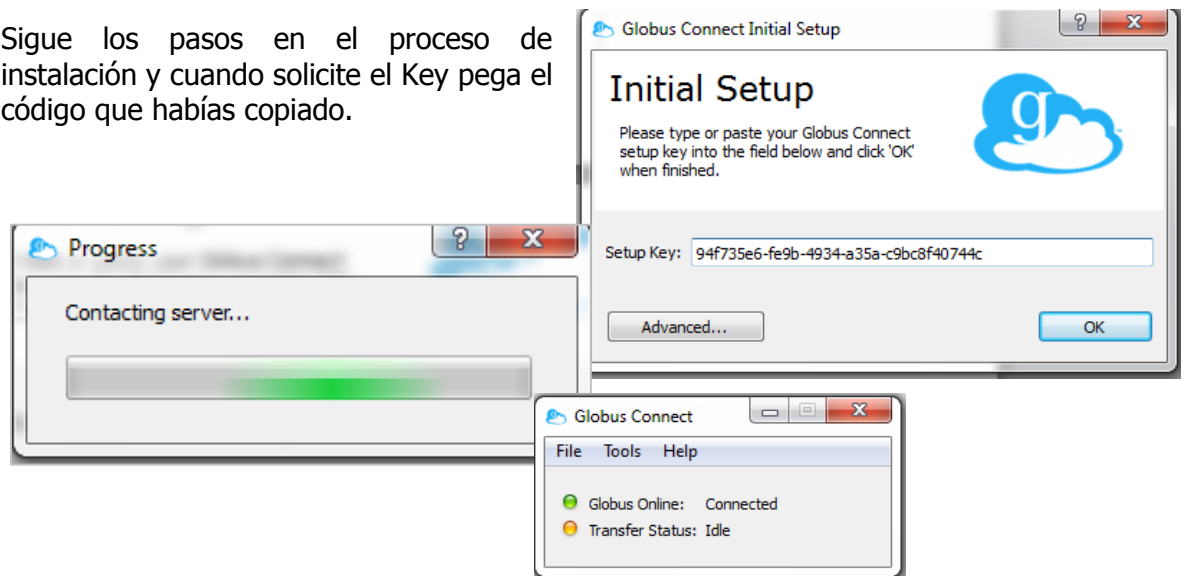 Sigue los pasos en el proceso de
instalación y cuando solicite el Key pega el
código que habías copiado.
Globus Connect Initial Setup
Initial Setup
Please type or paste your Globus Connect
setup key into the field below and click 'OK'
when finished.
g
Setup Key: 94f735e6-fe9b-4934-a35a-c9bc8f40744c
Advanced...
OK
Progress
Contacting server...
Globus Connect
File Tools Help
Globus Online: Connected
Transfer Status: Idle